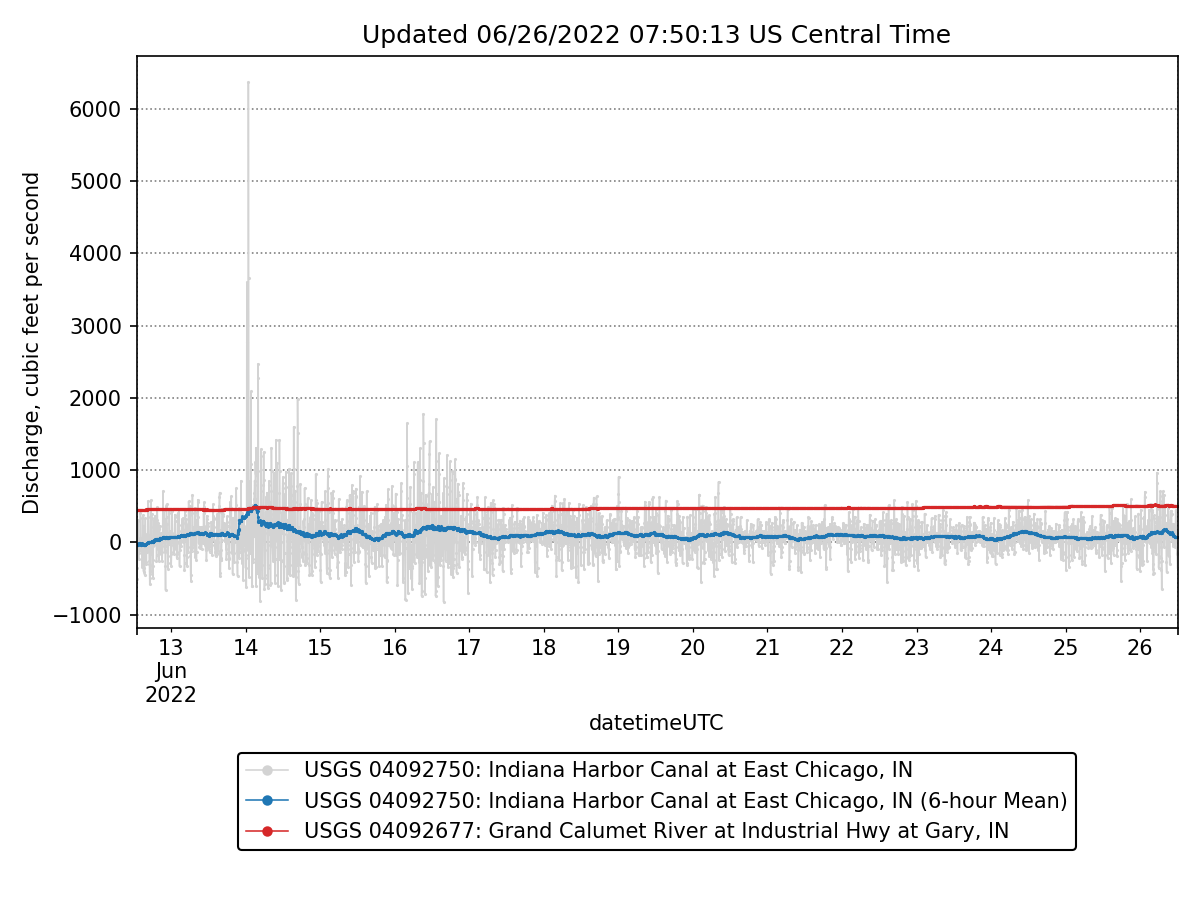 Updated 06/26/2022 07:50:13 US Central Time
Discharge, cubic feet per second
6000
5000
4000
3000
2000
1000
0
−1000
13 14 15 16 17 18 19 20 21 22 23 24 25 26
Jun
2022
datetimeUTC
USGS 04092750: Indiana Harbor Canal at East Chicago, IN
USGS 04092750: Indiana Harbor Canal at East Chicago, IN (6-hour Mean)
USGS 04092677: Grand Calumet River at Industrial Hwy at Gary, IN